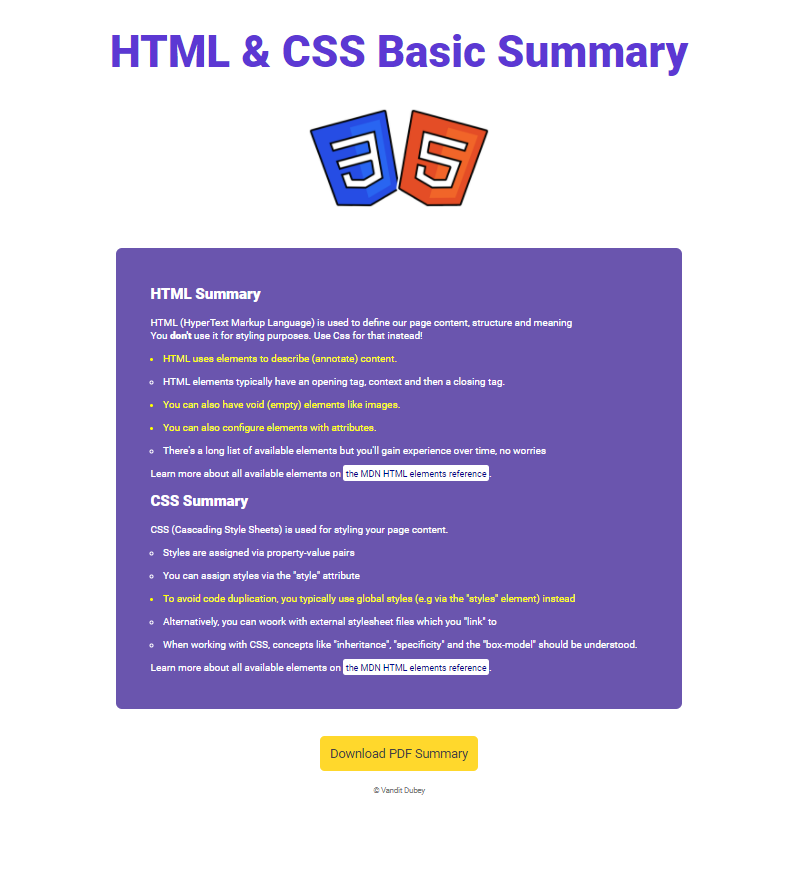 HTML & CSS Basic Summary
3 5
HTML Summary
HTML (HyperText Markup Language) is used to define our page content, structure and meaning
You don't use it for styling purposes. Use Css for that instead!
HTML uses elements to describe (annotate) content.
HTML elements typically have an opening tag, context and then a closing tag.
You can also have void (empty) elements like images.
You can also configure elements with attributes.
There's a long list of available elements but you'll gain experience over time, no worries
Learn more about all available elements on the MDN HTML elements reference.
CSS Summary
CSS (Cascading Style Sheets) is used for styling your page content.
Styles are assigned via property-value pairs
You can assign styles via the "style" attribute
To avoid code duplication, you typically use global styles (e.g via the "styles" element) instead
Alternatively, you can woork with external stylesheet files which you "link" to
When working with CSS, concepts like "inheritance", "specificity" and the "box-model" should be understood.
Learn more about all available elements on the MDN HTML elements reference.
Download PDF Summary
© Vandit Dubey